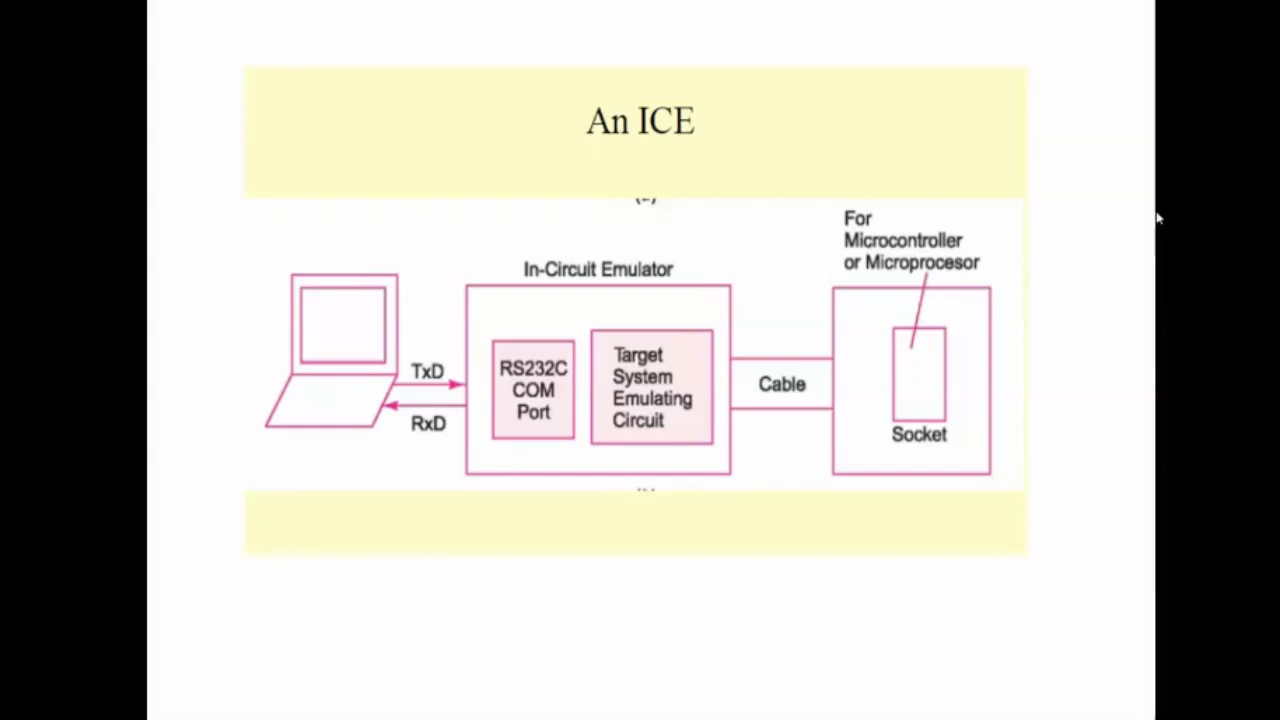 An ICE
For
Microcontroller
or Microprocesor
In-Circuit Emulator
TxD
RxD
RS232C
COM
Port
Target
System
Emulating
Circuit
Cable
Socket